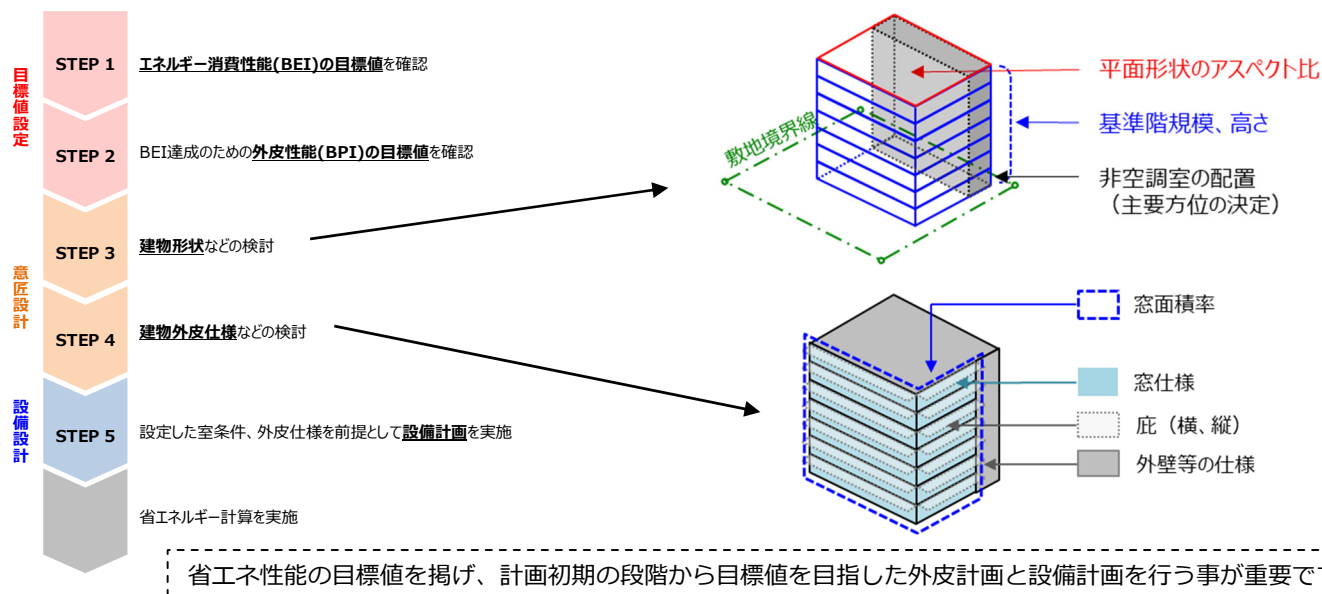 目標値設定
STEP 1
エネルギー消費性能(BEI)の目標値を確認
STEP 2
BEI達成のための外皮性能(BPI)の目標値を確認
意匠設計
STEP 3
建物形状などの検討
STEP 4
建物外皮仕様などの検討
設備設計
STEP 5
設定した室条件、外皮仕様を前提として設備計画を実施
省エネルギー計算を実施
敷地境界線
平面形状のアスペクト比
基準階規模、高さ
非空調室の配置
（主要方位の決定）
窓面積率
窓仕様
庇（横、縦）
外壁等の仕様
省エネ性能の目標値を掲げ、計画初期の段階から目標値を目指した外皮計画と設備計画を行う事が重要で